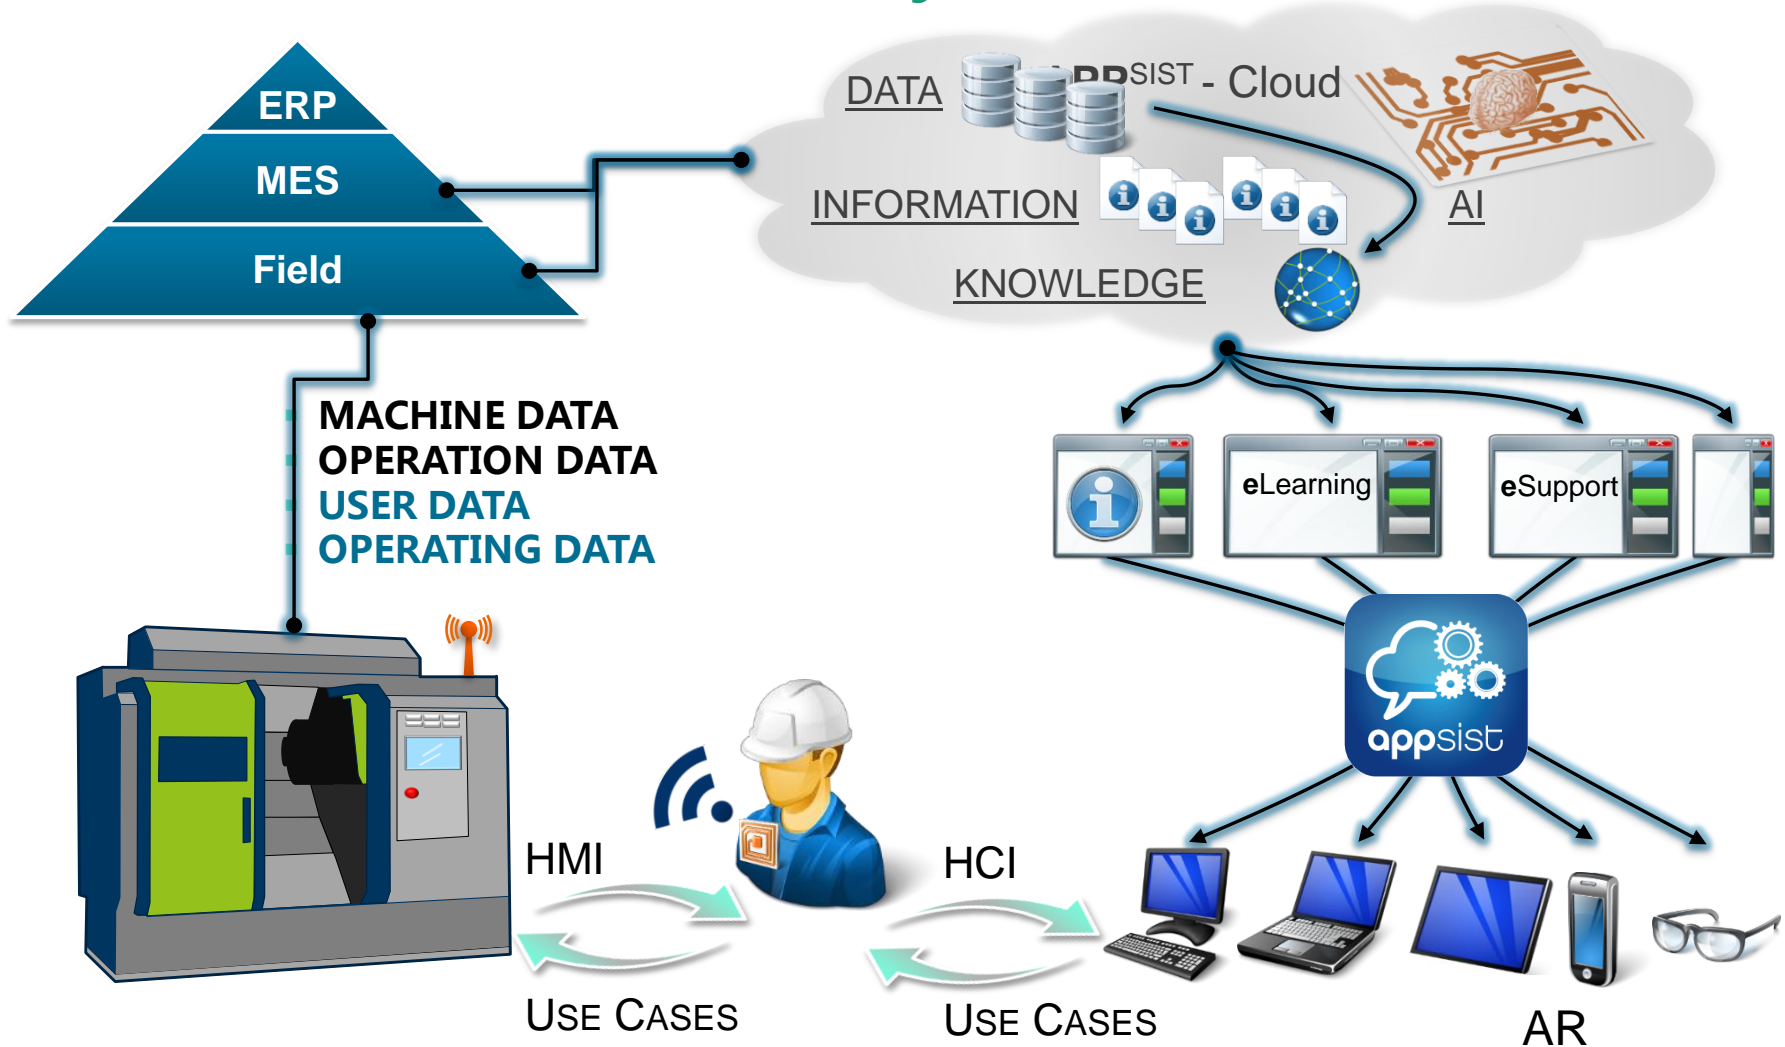 ERP
MES
Field
DATA
SIST - Cloud
INFORMATION
AI
KNOWLEDGE
MACHINE DATA
OPERATION DATA
USER DATA
OPERATING DATA
eLearning
eSupport
appsist
HMI
HCI
USE CASES
USE CASES
AR